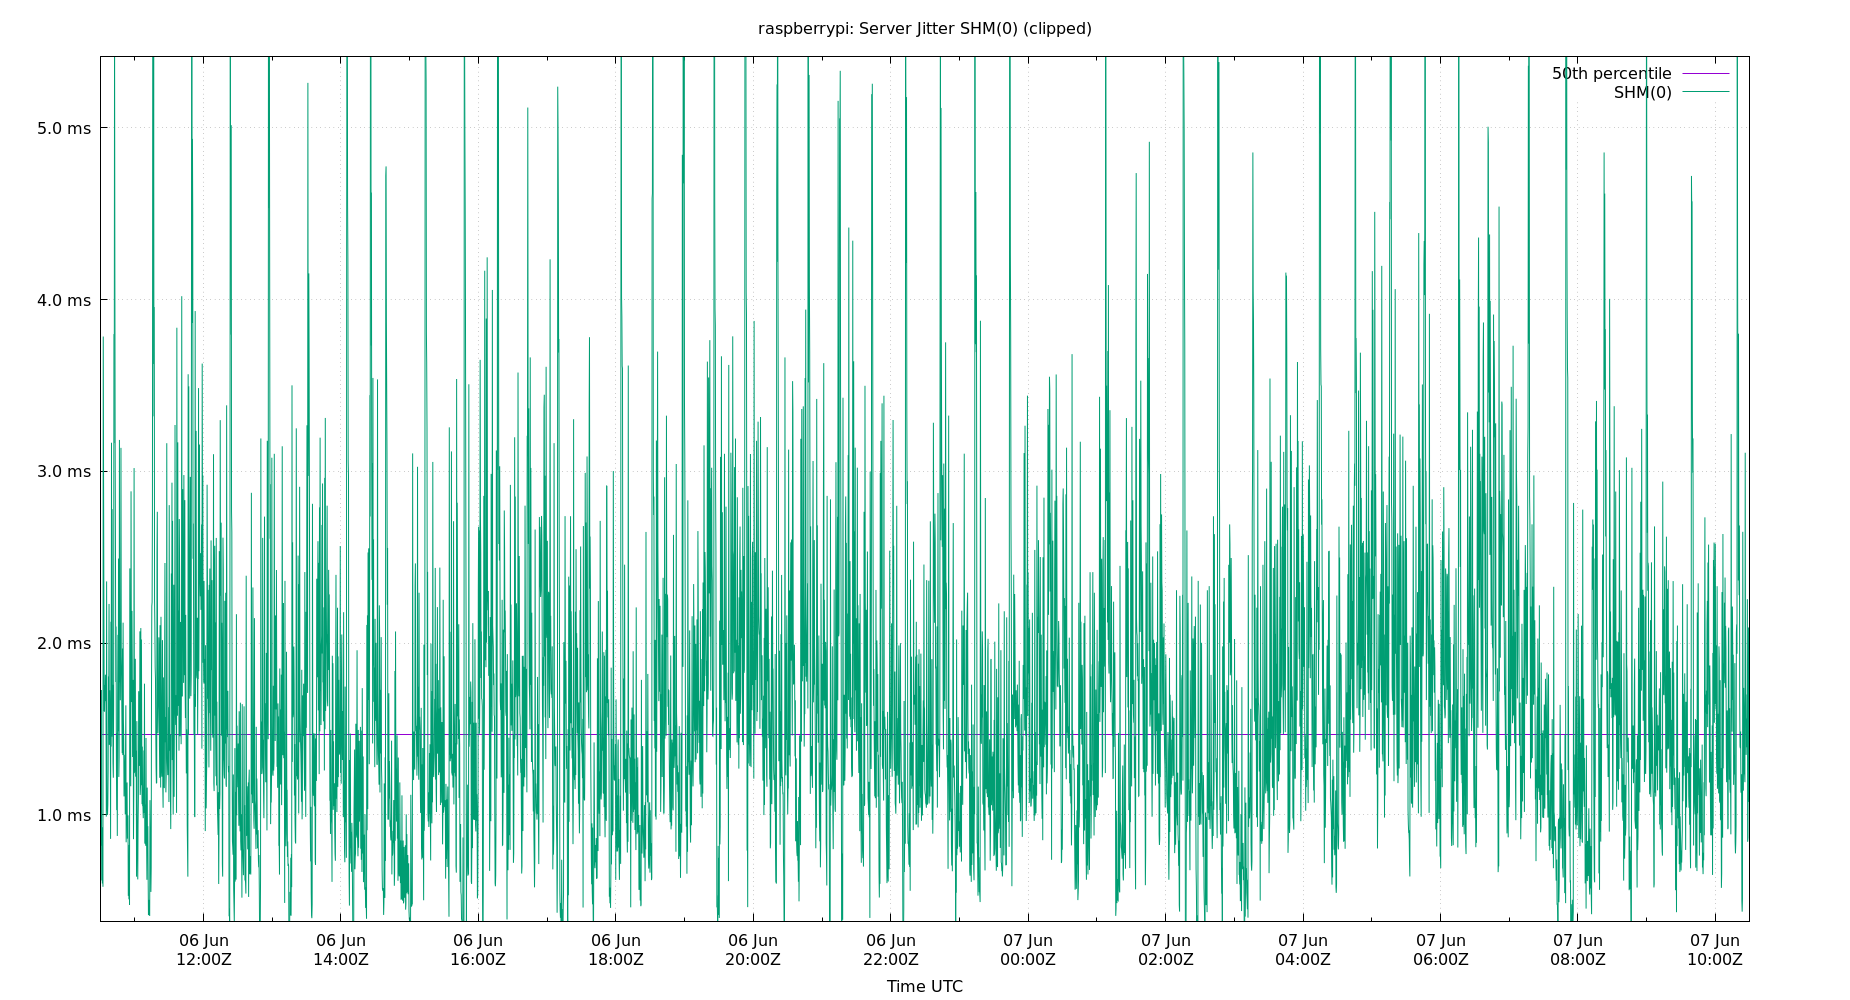 raspberrypi: Server Jitter SHM(0) (clipped)
50th percentile
SHM(0)
5.0 ms
4.0 ms
3.0 ms
2.0 ms
1.0 ms
06 Jun 06 Jun 06 Jun 06 Jun 06 Jun 06 Jun 07 Jun 07 Jun 07 Jun 07 Jun 07 Jun 07 Jun
12:00Z 14:00Z 16:00Z 18:00Z 20:00Z 22:00Z 00:00Z 02:00Z 04:00Z 06:00Z 08:00Z 10:00Z
Time UTC